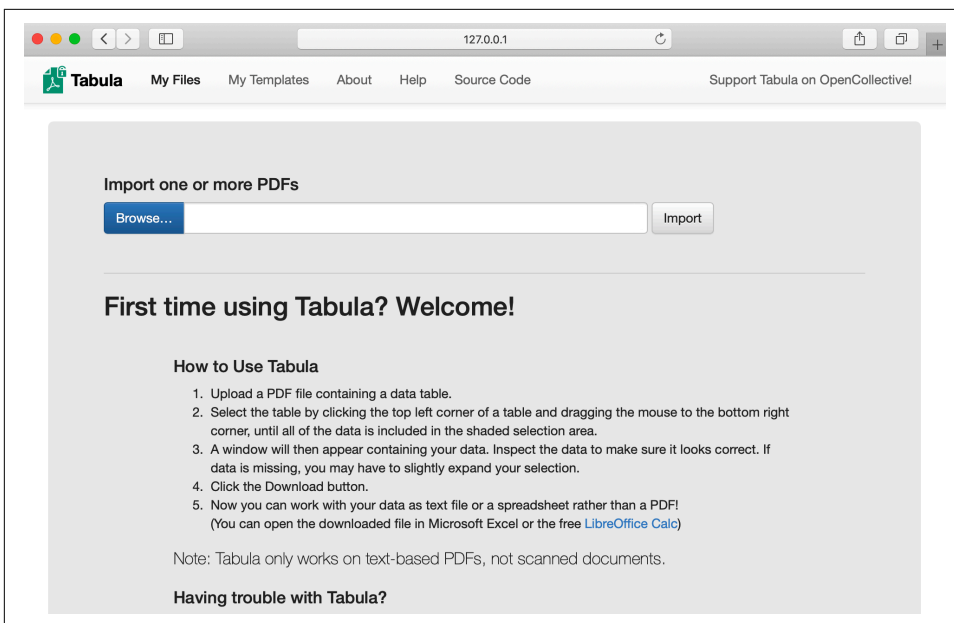 127.0.0.1
Tabula My Files My Templates About Help Source Code Support Tabula on OpenCollective!
Import one or more PDFs
Browse... Import
First time using Tabula? Welcome!
How to Use Tabula
1. Upload a PDF file containing a data table.
2. Select the table by clicking the top left corner of a table and dragging the mouse to the bottom right
corner, until all of the data is included in the shaded selection area.
3. A window will then appear containing your data. Inspect the data to make sure it looks correct. If
data is missing, you may have to slightly expand your selection.
4. Click the Download button.
5. Now you can work with your data as text file or a spreadsheet rather than a PDF!
(You can open the downloaded file in Microsoft Excel or the free LibreOffice Calc)
Note: Tabula only works on text-based PDFs, not scanned documents.
Having trouble with Tabula?